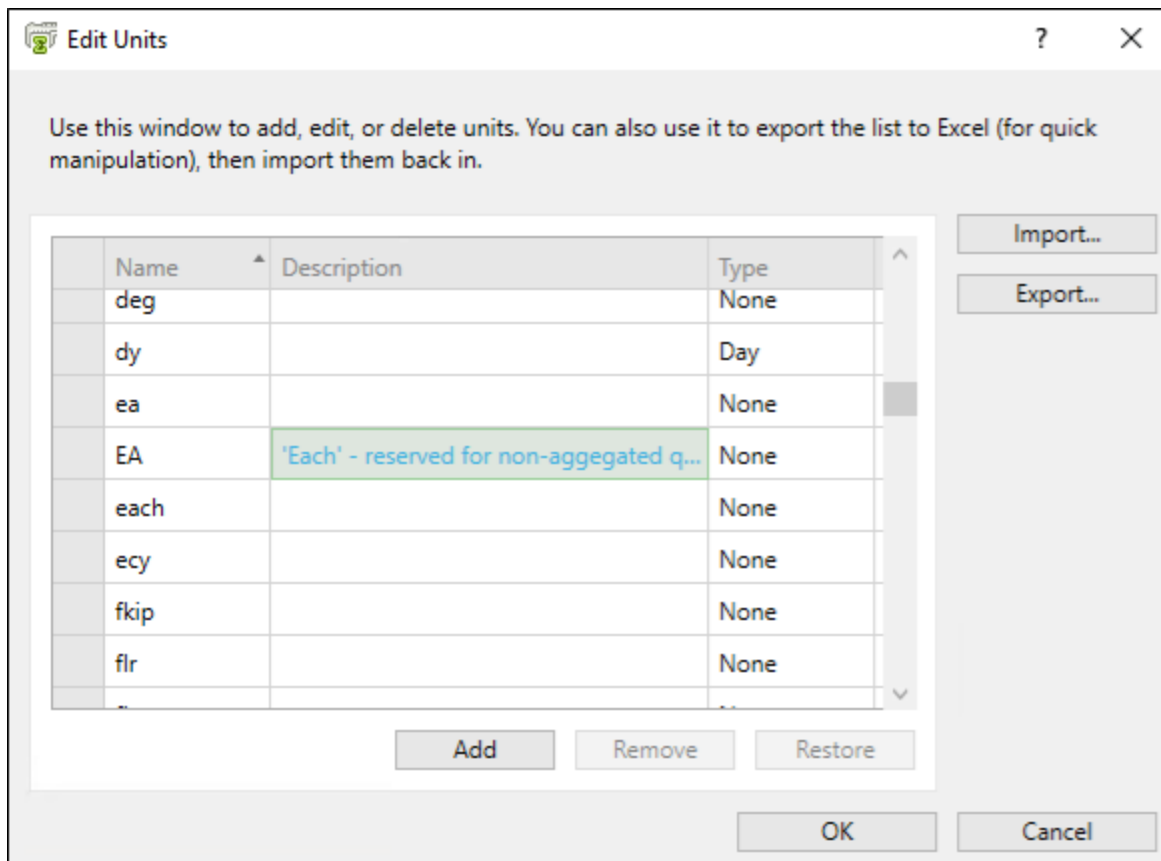 Edit Units
?
Use this window to add, edit, or delete units. You can also use it to export the list to Excel (for quick
manipulation), then import them back in.
Import...
Export...
Name Description Type
deg None
dy Day
ea None
EA 'Each' - reserved for non-aggegated q... None
each None
ecy None
fkip None
flr None
Add Remove Restore
OK Cancel